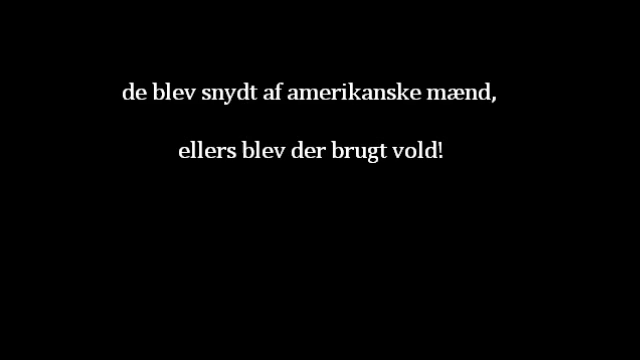 de blev snydt af amerikanske mænd,
ellers blev der brugt vold!